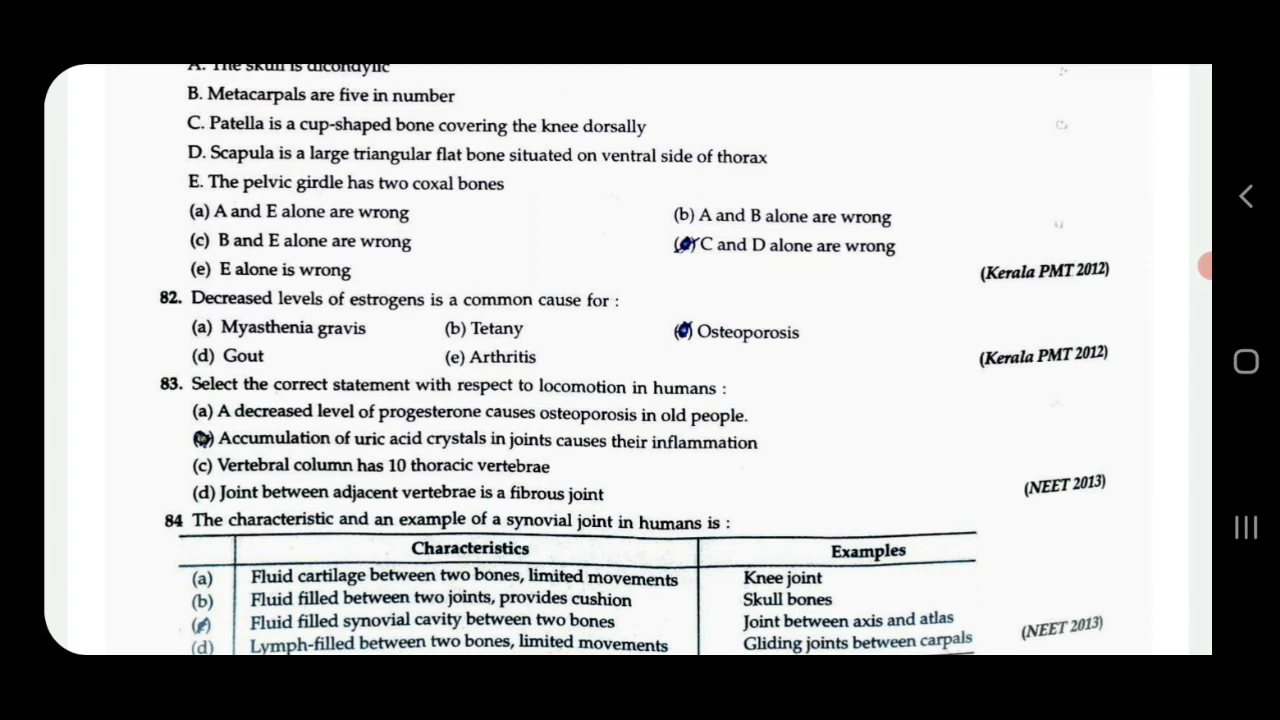 A. The skull is dicondylic
B. Metacarpals are five in number
C. Patella is a cup-shaped bone covering the knee dorsally
D. Scapula is a large triangular flat bone situated on ventral side of thorax
E. The pelvic girdle has two coxal bones
(a) A and E alone are wrong (b) A and B alone are wrong
(c) B and E alone are wrong ( ) C and D alone are wrong
(e) E alone is wrong (Kerala PMT 2012)
82. Decreased levels of estrogens is a common cause for :
(a) Myasthenia gravis (b) Tetany ( ) Osteoporosis
(d) Gout (e) Arthritis (Kerala PMT 2012)
83. Select the correct statement with respect to locomotion in humans :
(a) A decreased level of progesterone causes osteoporosis in old people.
( ) Accumulation of uric acid crystals in joints causes their inflammation
(c) Vertebral column has 10 thoracic vertebrae
(d) Joint between adjacent vertebrae is a fibrous joint (NEET 2013)
84 The characteristic and an example of a synovial joint in humans is :
Characteristics Examples
(a) Fluid cartilage between two bones, limited movements Knee joint
(b) Fluid filled between two joints, provides cushion Skull bones
( ) Fluid filled synovial cavity between two bones Joint between axis and atlas
(d) Lymph-filled between two bones, limited movements Gliding joints between carpals (NEET 2013)